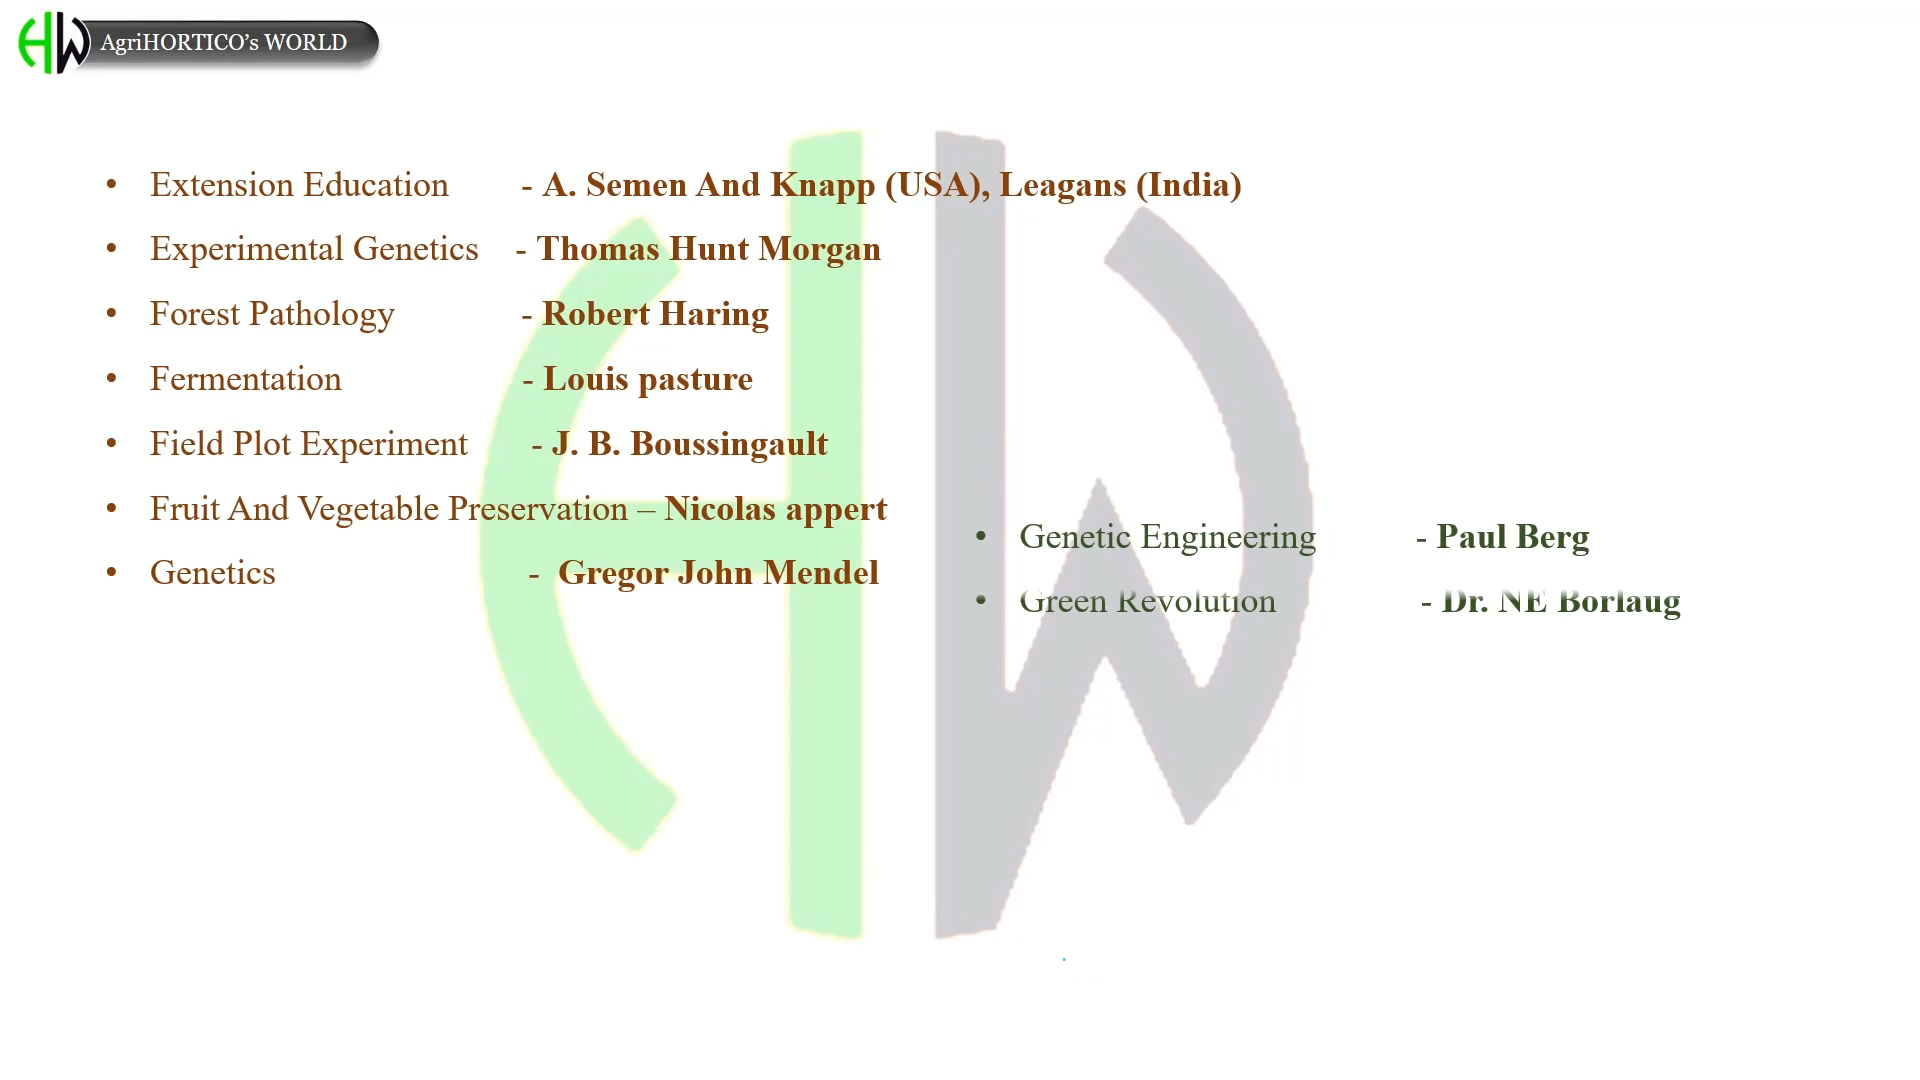 AgriHORTICO's WORLD
• Extension Education - A. Semen And Knapp (USA), Leagans (India)
• Experimental Genetics - Thomas Hunt Morgan
• Forest Pathology - Robert Haring
• Fermentation - Louis pasture
• Field Plot Experiment - J. B. Boussingault
• Fruit And Vegetable Preservation – Nicolas appert
• Genetics - Gregor John Mendel
• Genetic Engineering - Paul Berg
• Green Revolution - Dr. NE Borlaug